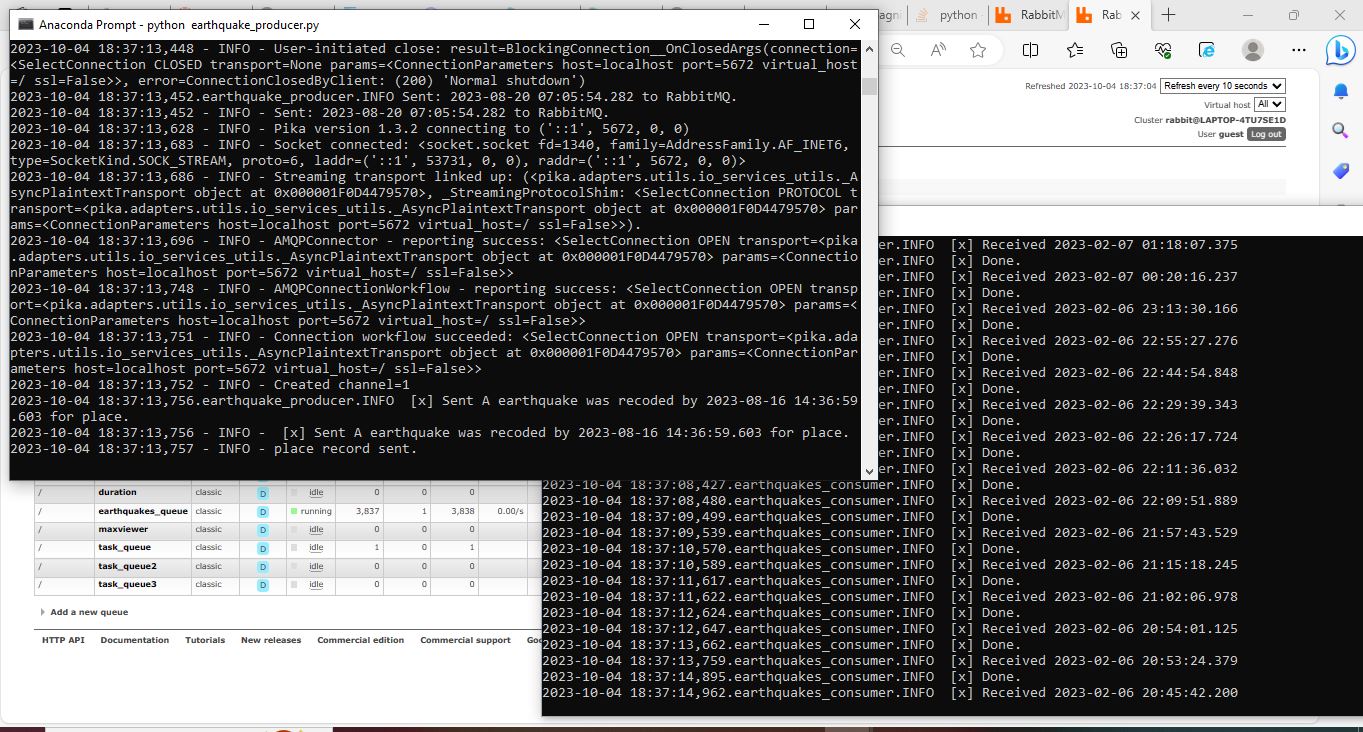 Anaconda Prompt - python earthquake_producer.py
python
RabbitM
Rab
2023-10-04 18:37:13,448 - INFO - User-initiated close: result=BlockingConnection__OnClosedArgs(connection=
<SelectConnection CLOSED transport=None params=<ConnectionParameters host=localhost port=5672 virtual_host
=/ ssl=False>>, error=ConnectionClosedByClient: (200) 'Normal shutdown')
2023-10-04 18:37:13,452.earthquake_producer.INFO Sent: 2023-08-20 07:05:54.282 to RabbitMQ.
2023-10-04 18:37:13,452 - INFO - Sent: 2023-08-20 07:05:54.282 to RabbitMQ.
2023-10-04 18:37:13,628 - INFO - Pika version 1.3.2 connecting to ('::1', 5672, 0, 0)
2023-10-04 18:37:13,683 - INFO - Socket connected: <socket.socket fd=1340, family=AddressFamily.AF_INET6,
type=SocketKind.SOCK_STREAM, proto=6, laddr=('::1', 53731, 0, 0), raddr=('::1', 5672, 0, 0)>
2023-10-04 18:37:13,686 - INFO - Streaming transport linked up: (<pika.adapters.utils.io_services_utils._A
syncPlaintextTransport object at 0x000001F0D4479570>, _StreamingProtocolShim: <SelectConnection PROTOCOL t
ransport=<pika.adapters.utils.io_services_utils._AsyncPlaintextTransport object at 0x000001F0D4479570> par
ams=<ConnectionParameters host=localhost port=5672 virtual_host=/ ssl=False>>).
2023-10-04 18:37:13,696 - INFO - AMQPConnector - reporting success: <SelectConnection OPEN transport=<pika
.adapters.utils.io_services_utils._AsyncPlaintextTransport object at 0x000001F0D4479570> params=<Connectio
nParameters host=localhost port=5672 virtual_host=/ ssl=False>>
2023-10-04 18:37:13,748 - INFO - AMQPConnectionWorkflow - reporting success: <SelectConnection OPEN transp
ort=<pika.adapters.utils.io_services_utils._AsyncPlaintextTransport object at 0x000001F0D4479570> params=<
ConnectionParameters host=localhost port=5672 virtual_host=/ ssl=False>>
2023-10-04 18:37:13,751 - INFO - Connection workflow succeeded: <SelectConnection OPEN transport=<pika.ada
pters.utils.io_services_utils._AsyncPlaintextTransport object at 0x000001F0D4479570> params=<ConnectionPar
ameters host=localhost port=5672 virtual_host=/ ssl=False>>
2023-10-04 18:37:13,752 - INFO - Created channel=1
2023-10-04 18:37:13,756.earthquake_producer.INFO  [x] Sent A earthquake was recoded by 2023-08-16 14:36:59
.603 for place.
2023-10-04 18:37:13,756 - INFO -  [x] Sent A earthquake was recoded by 2023-08-16 14:36:59.603 for place.
2023-10-04 18:37:13,757 - INFO - place record sent.
Refreshed 2023-10-04 18:37:04 Refresh every 10 seconds
Virtual host All
Cluster rabbit@LAPTOP-4TU7SE1D
User guest Log out
er.INFO  [x] Received 2023-02-07 01:18:07.375
er.INFO  [x] Done.
er.INFO  [x] Received 2023-02-07 00:20:16.237
er.INFO  [x] Done.
er.INFO  [x] Received 2023-02-06 23:13:30.166
er.INFO  [x] Done.
er.INFO  [x] Received 2023-02-06 22:55:27.276
er.INFO  [x] Done.
er.INFO  [x] Received 2023-02-06 22:44:54.848
er.INFO  [x] Done.
er.INFO  [x] Received 2023-02-06 22:29:39.343
er.INFO  [x] Done.
er.INFO  [x] Received 2023-02-06 22:26:17.724
er.INFO  [x] Done.
er.INFO  [x] Received 2023-02-06 22:11:36.032
2023-10-04 18:37:08,427.earthquakes_consumer.INFO  [x] Done.
2023-10-04 18:37:08,480.earthquakes_consumer.INFO  [x] Received 2023-02-06 22:09:51.889
2023-10-04 18:37:09,499.earthquakes_consumer.INFO  [x] Done.
2023-10-04 18:37:09,539.earthquakes_consumer.INFO  [x] Received 2023-02-06 21:57:43.529
2023-10-04 18:37:10,570.earthquakes_consumer.INFO  [x] Done.
2023-10-04 18:37:10,589.earthquakes_consumer.INFO  [x] Received 2023-02-06 21:15:18.245
2023-10-04 18:37:11,617.earthquakes_consumer.INFO  [x] Done.
2023-10-04 18:37:11,622.earthquakes_consumer.INFO  [x] Received 2023-02-06 21:02:06.978
2023-10-04 18:37:12,624.earthquakes_consumer.INFO  [x] Done.
2023-10-04 18:37:12,647.earthquakes_consumer.INFO  [x] Received 2023-02-06 20:54:01.125
2023-10-04 18:37:13,662.earthquakes_consumer.INFO  [x] Done.
2023-10-04 18:37:13,759.earthquakes_consumer.INFO  [x] Received 2023-02-06 20:53:24.379
2023-10-04 18:37:14,895.earthquakes_consumer.INFO  [x] Done.
2023-10-04 18:37:14,962.earthquakes_consumer.INFO  [x] Received 2023-02-06 20:45:42.200
/ duration classic D idle 0 0 0
/ earthquakes_queue classic D running 3,837 1 3,838 0.00/s
/ maxviewer classic D idle 0 0 0
/ task_queue classic D idle 1 0 1
/ task_queue2 classic D idle 0 0 0
/ task_queue3 classic D idle 0 0 0
Add a new queue
HTTP API Documentation Tutorials New releases Commercial edition Commercial support